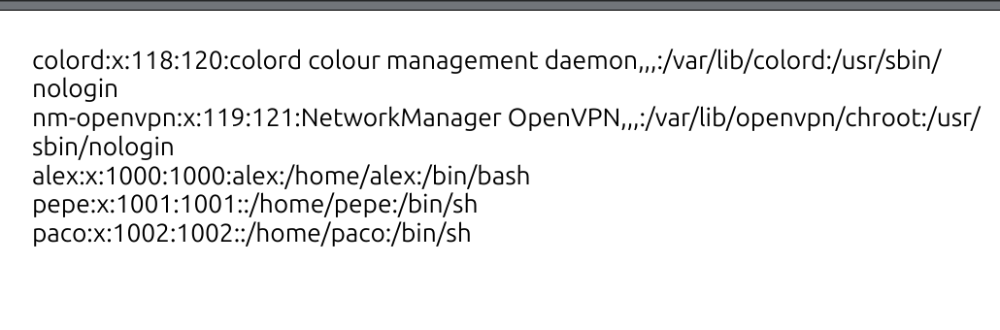 colord:x:118:120:colord colour management daemon,,,:/var/lib/colord:/usr/sbin/
nologin
nm-openvpn:x:119:121:NetworkManager OpenVPN,,,:/var/lib/openvpn/chroot:/usr/
sbin/nologin
alex:x:1000:1000:alex:/home/alex:/bin/bash
pepe:x:1001:1001::/home/pepe:/bin/sh
paco:x:1002:1002::/home/paco:/bin/sh